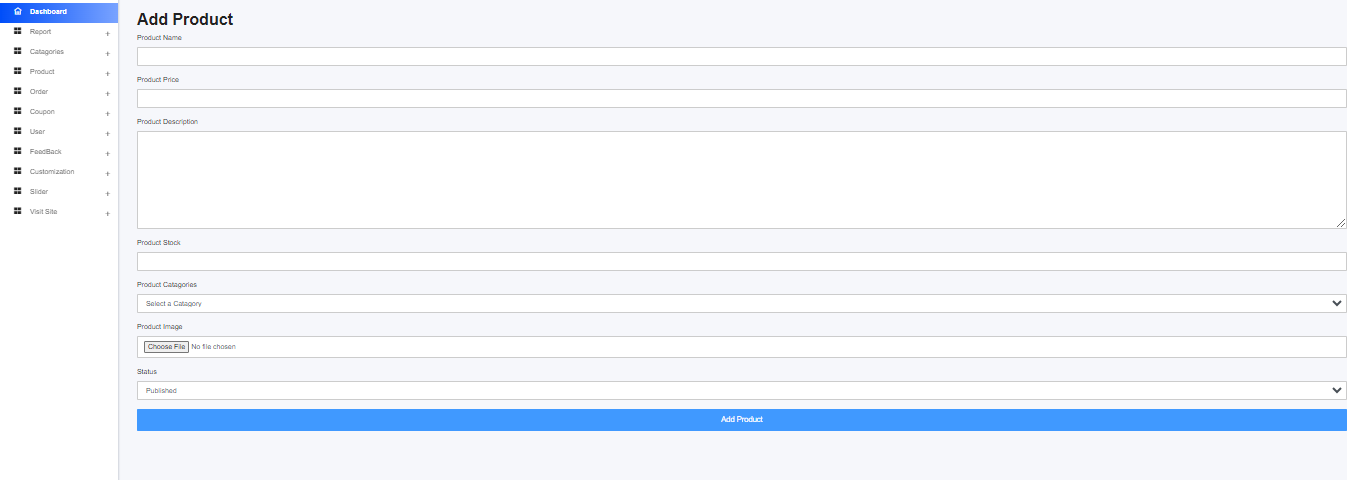 Dashboard
Report +
Catagories +
Product +
Order +
Coupon +
User +
FeedBack +
Customization +
Slider +
Visit Site +
Add Product
Product Name
Product Price
Product Description
Product Stock
Product Catagories
Select a Catagory
Product Image
Choose File No file chosen
Status
Published
Add Product